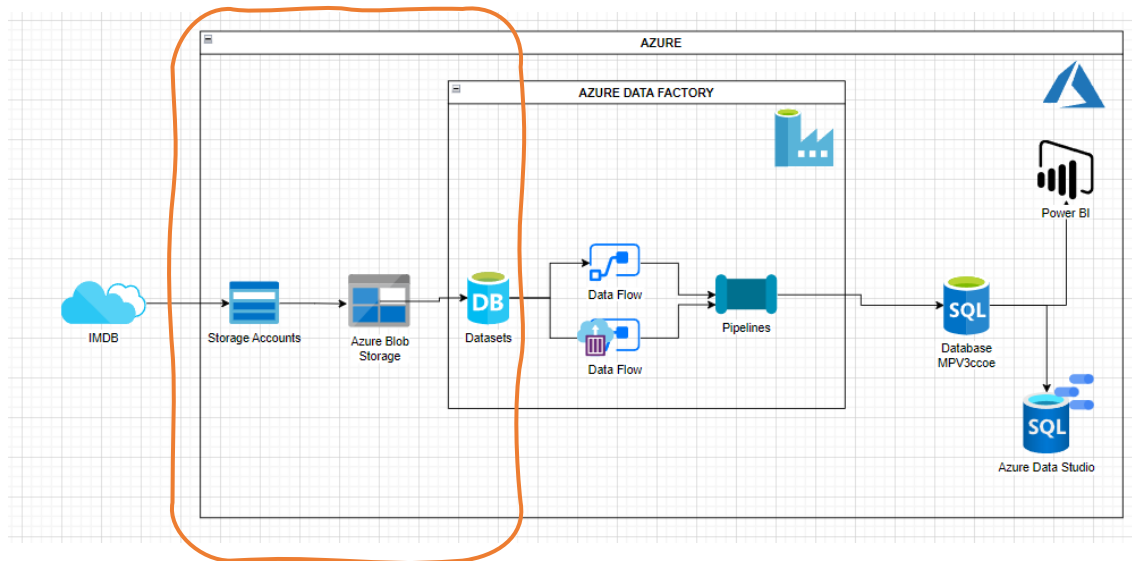 AZURE
AZURE DATA FACTORY
Power BI
Data Flow
DB
IMDB
Storage Accounts
Azure Blob
Storage
Datasets
Pipelines
SQL
Database
MPV3ccoe
Data Flow
SQL
Azure Data Studio